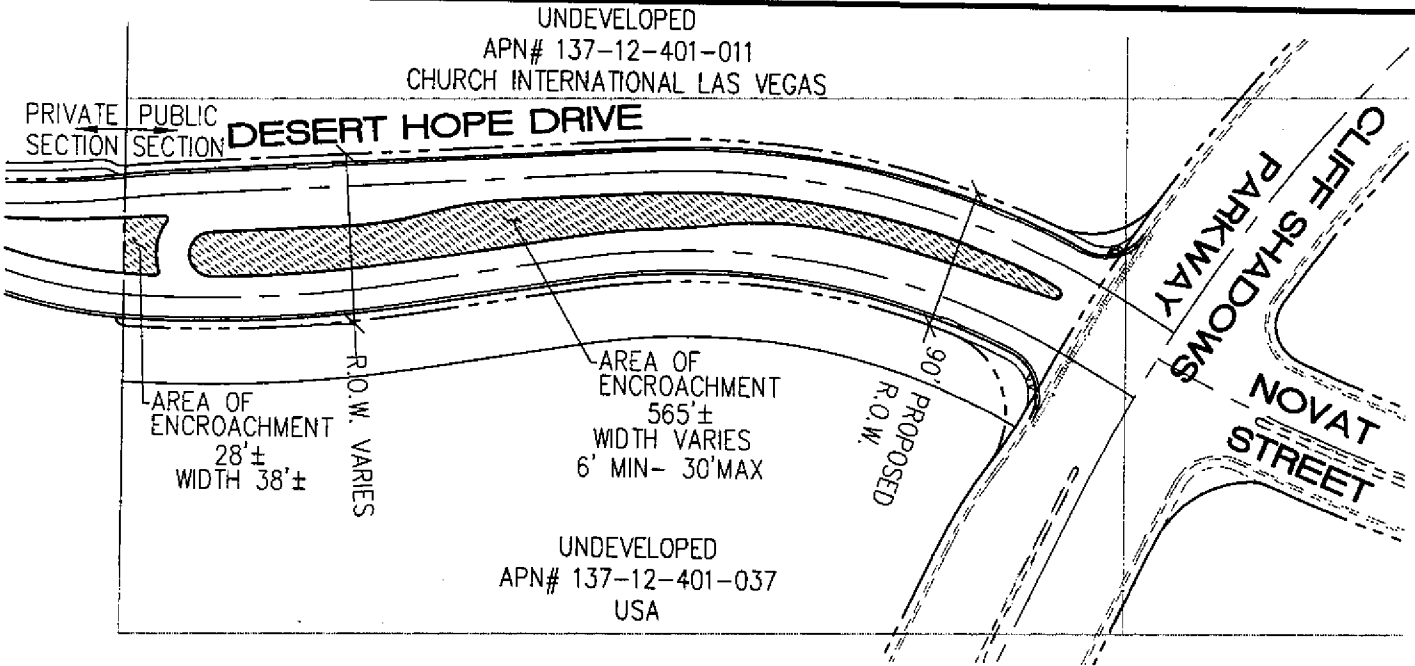 UNDEVELOPED
APN# 137-12-401-011
CHURCH INTERNATIONAL LAS VEGAS
PRIVATE PUBLIC
SECTION SECTION
DESERT HOPE DRIVE
CLIFF SHADOWS
PARKWAY
NOVAT
STREET
AREA OF
ENCROACHMENT
28'±
WIDTH 38'±
R.O.W. VARIES
AREA OF
ENCROACHMENT
565'±
WIDTH VARIES
6' MIN- 30'MAX
90' PROPOSED
R.O.W.
UNDEVELOPED
APN# 137-12-401-037
USA